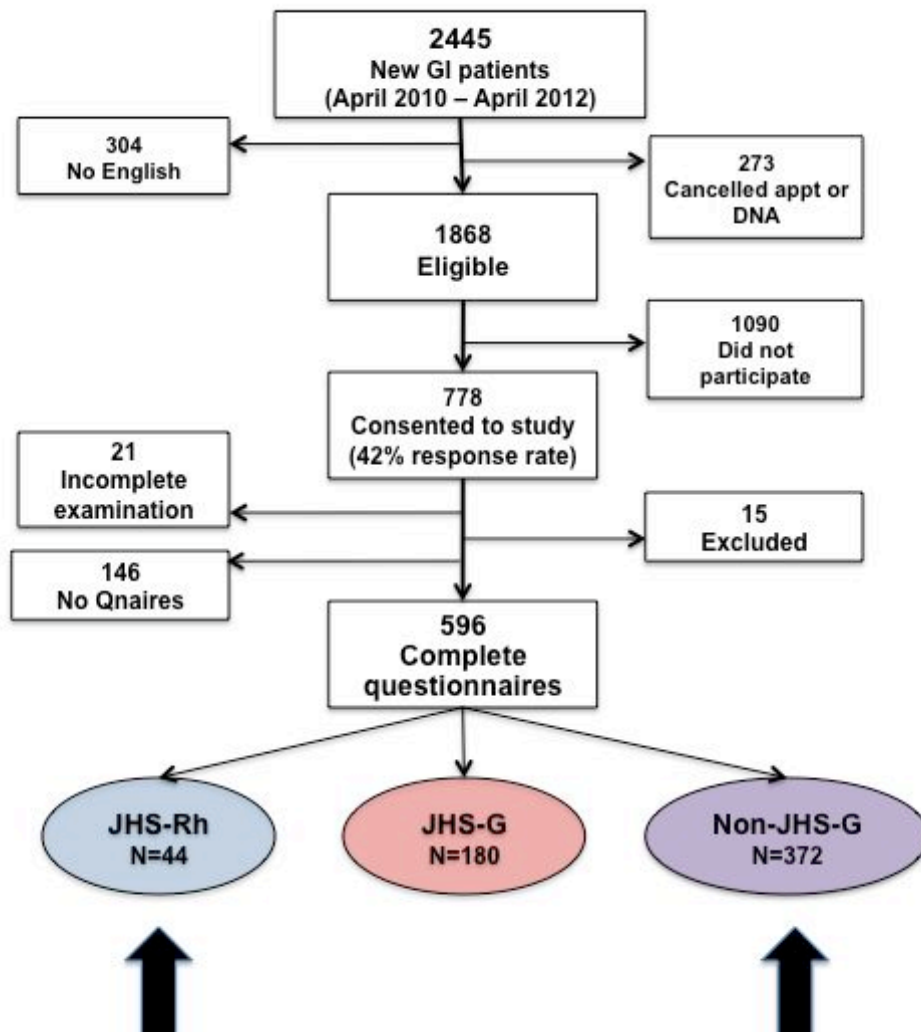 2445
New GI patients
(April 2010 – April 2012)
304
No English
273
Cancelled appt or
DNA
1868
Eligible
1090
Did not
participate
778
Consented to study
(42% response rate)
21
Incomplete
examination
15
Excluded
146
No Qnaires
596
Complete
questionnaires
JHS-Rh
N=44
JHS-G
N=180
Non-JHS-G
N=372